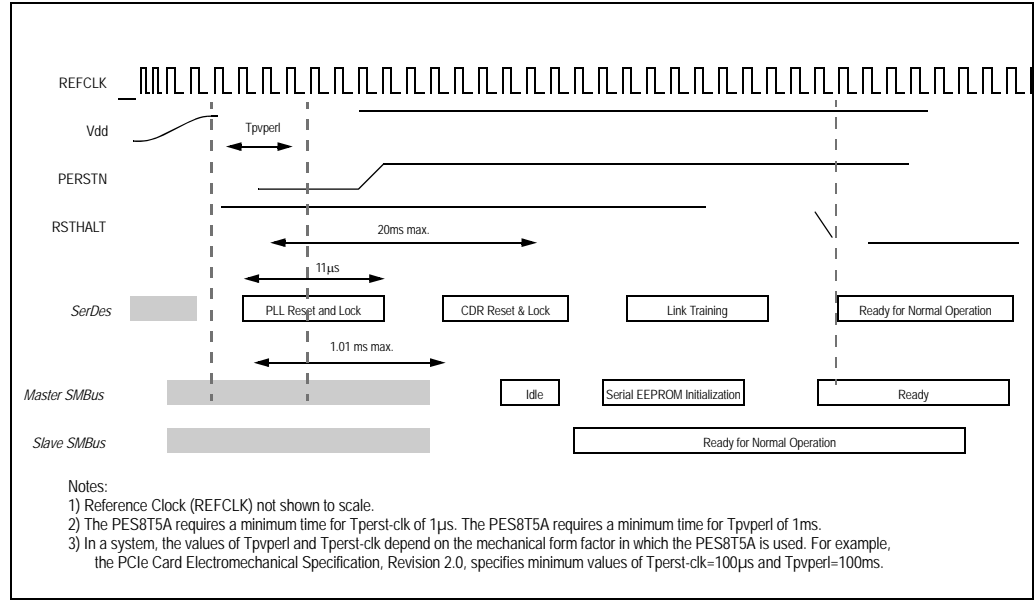 REFCLK
Vdd
Tpvperl
PERSTN
RSTHALT
20ms max.
11µs
SerDes
PLL Reset and Lock
CDR Reset & Lock
Link Training
Ready for Normal Operation
1.01 ms max.
Master SMBus
Idle
Serial EEPROM Initialization
Ready
Slave SMBus
Ready for Normal Operation
Notes:
1) Reference Clock (REFCLK) not shown to scale.
2) The PES8T5A requires a minimum time for Tperst-clk of 1µs. The PES8T5A requires a minimum time for Tpvperl of 1ms.
3) In a system, the values of Tpvperl and Tperst-clk depend on the mechanical form factor in which the PES8T5A is used. For example,
the PCIe Card Electromechanical Specification, Revision 2.0, specifies minimum values of Tperst-clk=100µs and Tpvperl=100ms.